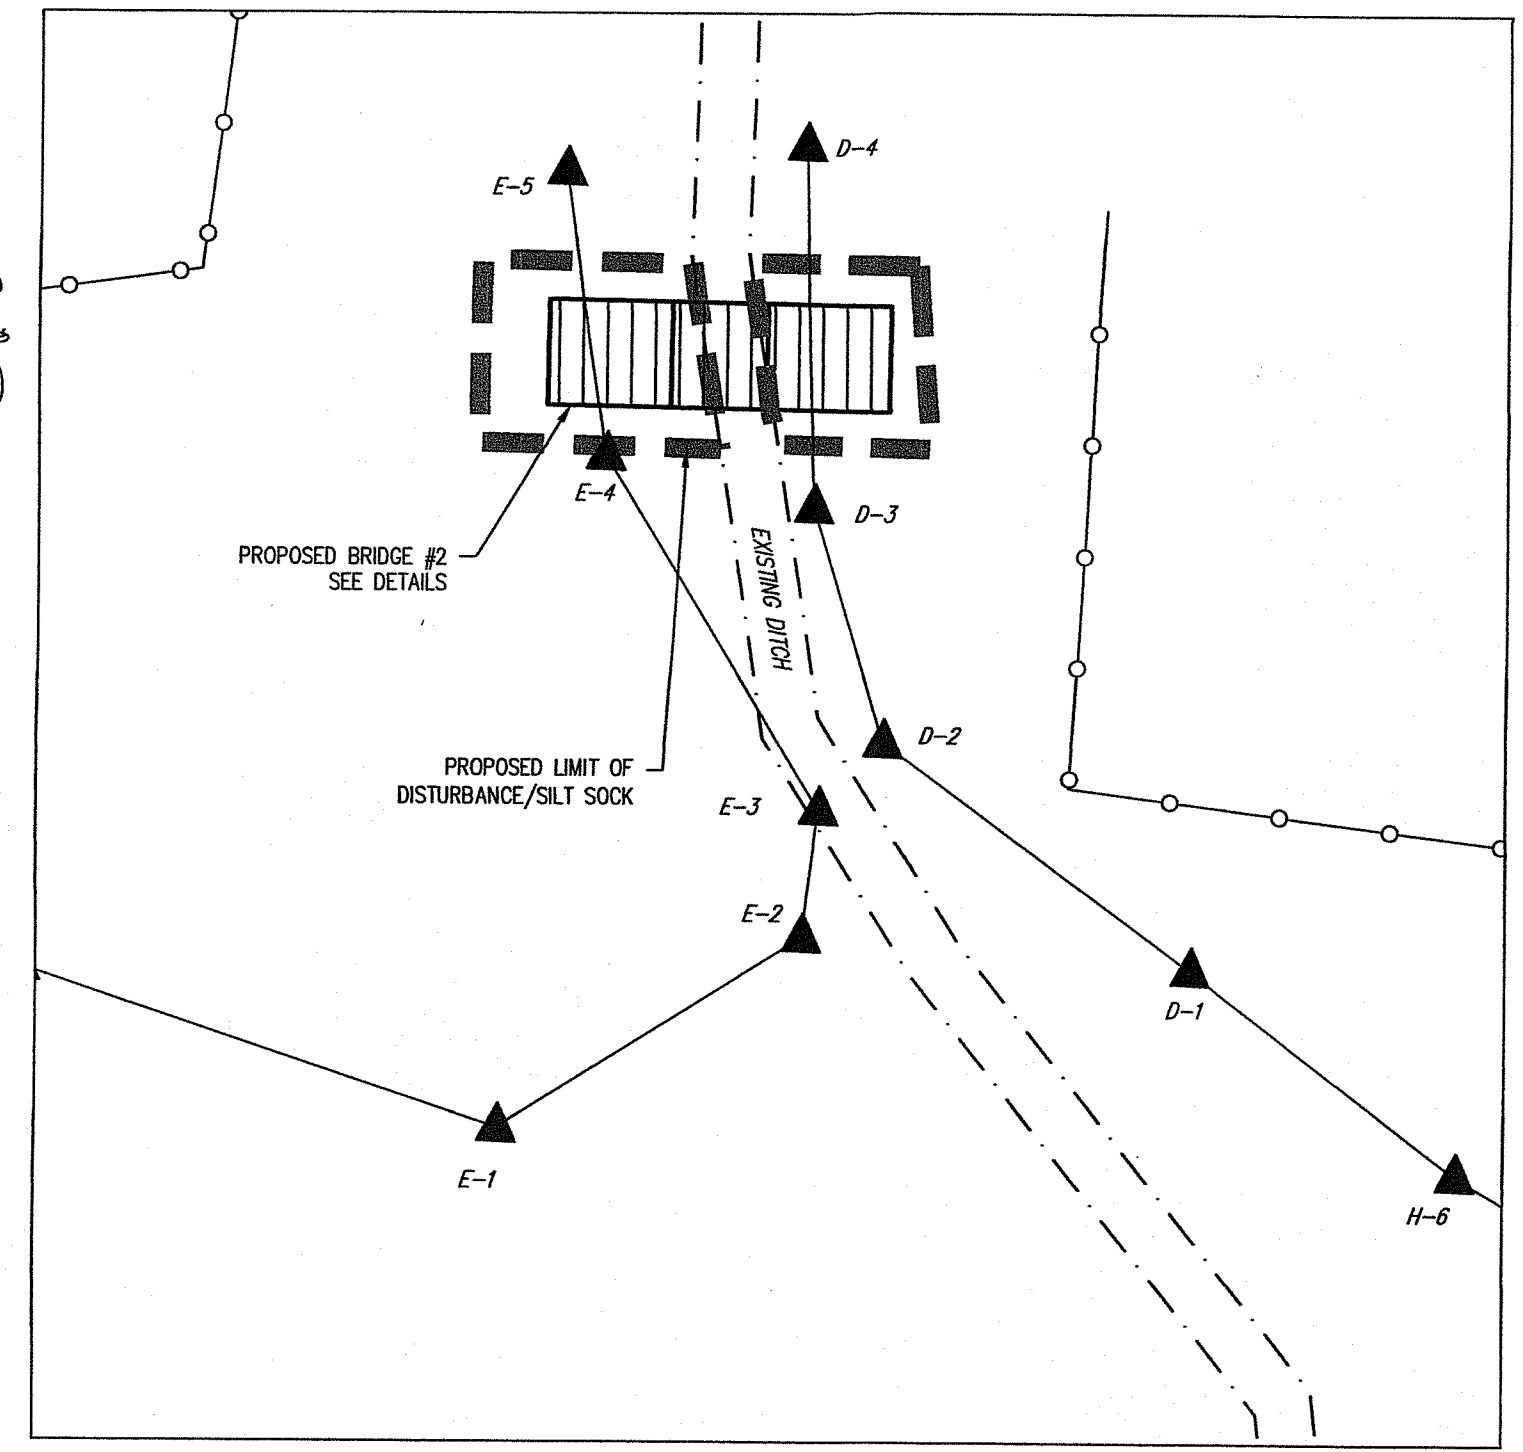 D-4
E-5
E-4
D-3
PROPOSED BRIDGE #2
SEE DETAILS
EXISTING DITCH
D-2
PROPOSED LIMIT OF
DISTURBANCE/SILT SOCK
E-3
E-2
D-1
E-1
H-6